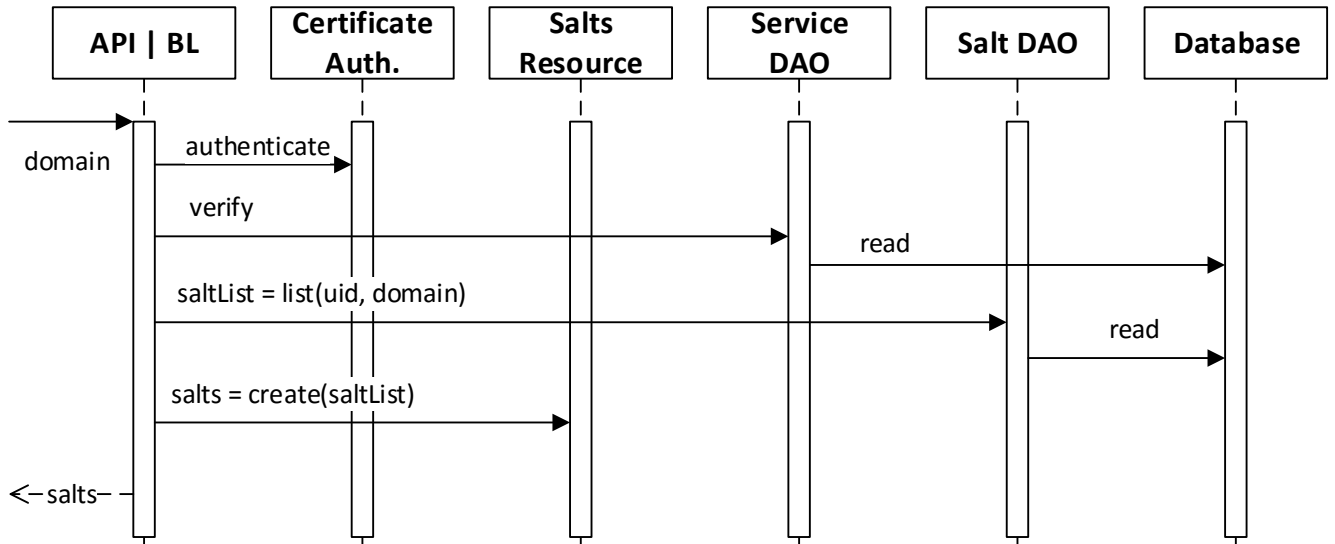 API | BL
Certificate
Auth.
Salts
Resource
Service
DAO
Salt DAO
Database
domain
authenticate
verify
read
saltList = list(uid, domain)
read
salts = create(saltList)
salts